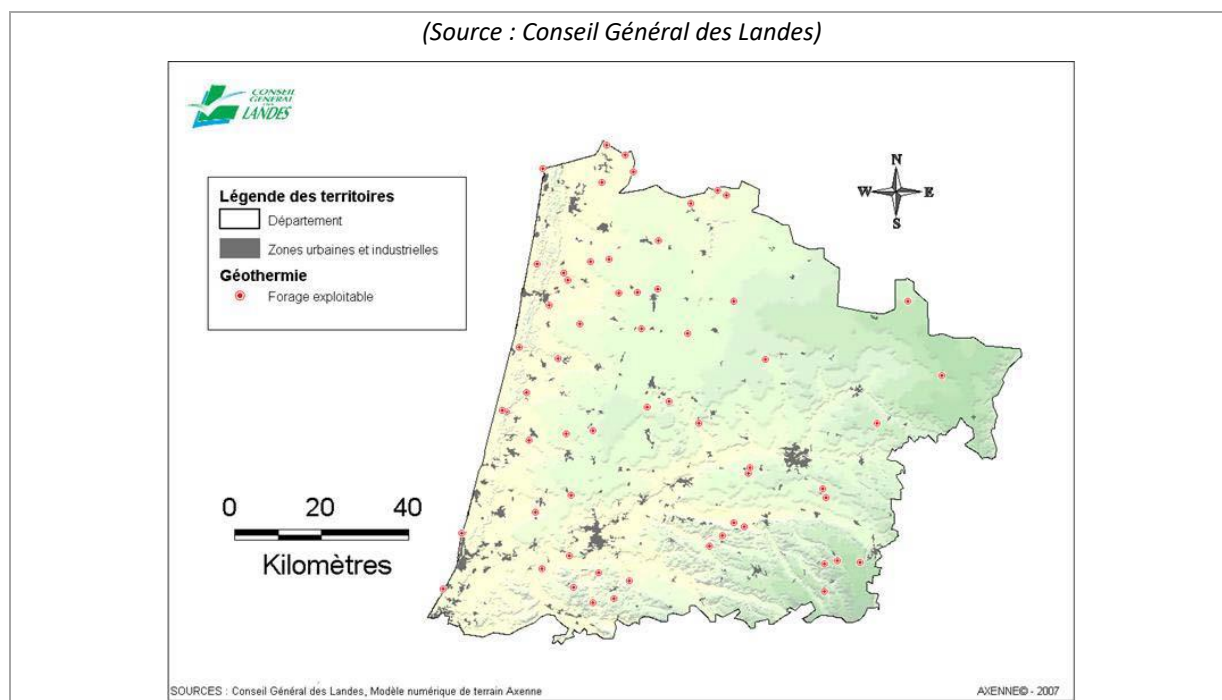 (Source : Conseil Général des Landes)
CONSEIL
GÉNÉRAL
DES
LANDES
N
W E
S
Légende des territoires
Département
Zones urbaines et industrielles
Géothermie
Forage exploitable
0 20 40
Kilomètres
SOURCES : Conseil Général des Landes, Modèle numérique de terrain Axenne
AXENNE© - 2007